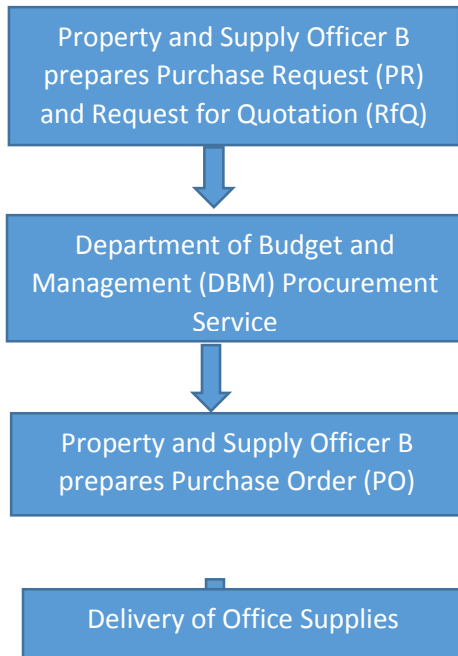 Property and Supply Officer B
prepares Purchase Request (PR)
and Request for Quotation (RfQ)
Department of Budget and
Management (DBM) Procurement
Service
Property and Supply Officer B
prepares Purchase Order (PO)
Delivery of Office Supplies